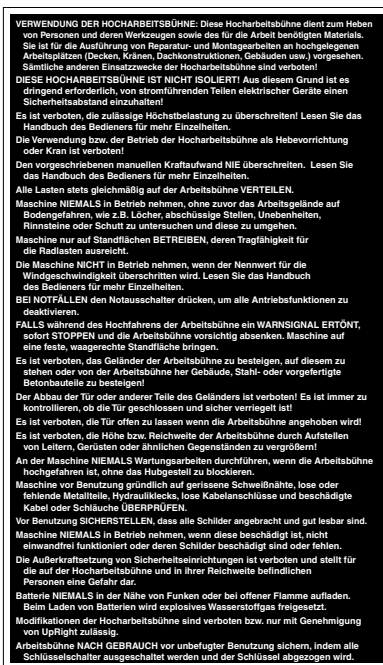 VERWENDUNG DER HOCHARBEITSBÜHNE: Diese Hocharbeitsbühne dient zum Heben
von Personen und deren Werkzeugen sowie des für die Arbeit benötigten Materials.
Sie ist für die Ausführung von Reparatur- und Montagearbeiten an hochgelegenen
Arbeitsplätzen (Decken, Kränen, Dachkonstruktionen, Gebäuden usw.) vorgesehen.
Sämtliche anderen Einsatzzwecke der Hocharbeitsbühne sind verboten!
DIESE HOCHARBEITSBÜHNE IST NICHT ISOLIERT! Aus diesem Grund ist es
dringend erforderlich, von stromführenden Teilen elektrischer Geräte einen
Sicherheitsabstand einzuhalten!
Es ist verboten, die zulässige Höchstbelastung zu überschreiten! Lesen Sie das
Handbuch des Bedieners für mehr Einzelheiten.
Die Verwendung bzw. der Betrieb der Hocharbeitsbühne als Hebevorrichtung
oder Kran ist verboten!
Den vorgeschriebenen manuellen Kraftaufwand NIE überschreiten. Lesen Sie
das Handbuch des Bedieners für mehr Einzelheiten.
Alle Lasten stets gleichmäßig auf der Arbeitsbühne VERTEILEN.
Maschine NIEMALS in Betrieb nehmen, ohne zuvor das Arbeitsgelände auf
Bodengefahren, wie z.B. Löcher, abschüssige Stellen, Unebenheiten,
Rinnsteine oder Schutt zu untersuchen und diese zu umgehen.
Maschine nur auf Standflächen BETREIBEN, deren Tragfähigkeit für
die Radlasten ausreicht.
Die Maschine NICHT in Betrieb nehmen, wenn der Nennwert für die
Windgeschwindigkeit überschritten wird. Lesen Sie das Handbuch
des Bedieners für mehr Einzelheiten.
BEI NOTFÄLLEN den Notausschalter drücken, um alle Antriebsfunktionen zu
deaktivieren.
FALLS während des Hochfahrens der Arbeitsbühne ein WARNSIGNAL ERTÖNT,
sofort STOPPEN und die Arbeitsbühne vorsichtig absenken. Maschine auf
eine feste, waagerechte Standfläche bringen.
Es ist verboten, das Geländer der Arbeitsbühne zu besteigen, auf diesem zu
stehen oder von der Arbeitsbühne her Gebäude, Stahl- oder vorgefertigte
Betonbauteile zu besteigen!
Der Abbau der Tür oder anderer Teile des Geländers ist verboten! Es ist immer zu
kontrollieren, ob die Tür geschlossen und sicher verriegelt ist!
Es ist verboten, die Tür offen zu lassen wenn die Arbeitsbühne angehoben wird!
Es ist verboten, die Höhe bzw. Reichweite der Arbeitsbühne durch Aufstellen
von Leitern, Gerüsten oder ähnlichen Gegenständen zu vergrößern!
An der Maschine NIEMALS Wartungsarbeiten durchführen, wenn die Arbeitsbühne
hochgefahren ist, ohne das Hubgestell zu blockieren.
Maschine vor Benutzung gründlich auf gerissene Schweißnähte, lose oder
fehlende Metallteile, Hydrauliklecks, lose Kabelanschlüsse und beschädigte
Kabel oder Schläuche ÜBERPRÜFEN.
Vor Benutzung SICHERSTELLEN, dass alle Schilder angebracht und gut lesbar sind.
Maschine NIEMALS in Betrieb nehmen, wenn diese beschädigt ist, nicht
einwandfrei funktioniert oder deren Schilder beschädigt sind oder fehlen.
Die Außerkraftsetzung von Sicherheitseinrichtungen ist verboten und stellt für
die auf der Hocharbeitsbühne und in ihrer Reichweite befindlichen
Personen eine Gefahr dar.
Batterie NIEMALS in der Nähe von Funken oder bei offener Flamme aufladen.
Beim Laden von Batterien wird explosives Wasserstoffgas freigesetzt.
Modifikationen der Hocharbeitsbühne sind verboten bzw. nur mit Genehmigung
von UpRight zulässig.
Arbeitsbühne NACH GEBRAUCH vor unbefugter Benutzung sichern, indem alle
Schlüsselschalter ausgeschaltet werden und der Schlüssel abgezogen wird.